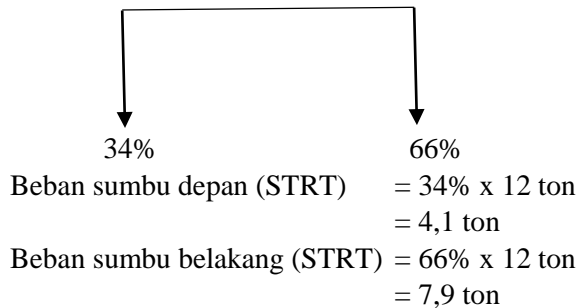 34% 66%
Beban sumbu depan (STRT) = 34% x 12 ton
= 4,1 ton
Beban sumbu belakang (STRT) = 66% x 12 ton
= 7,9 ton